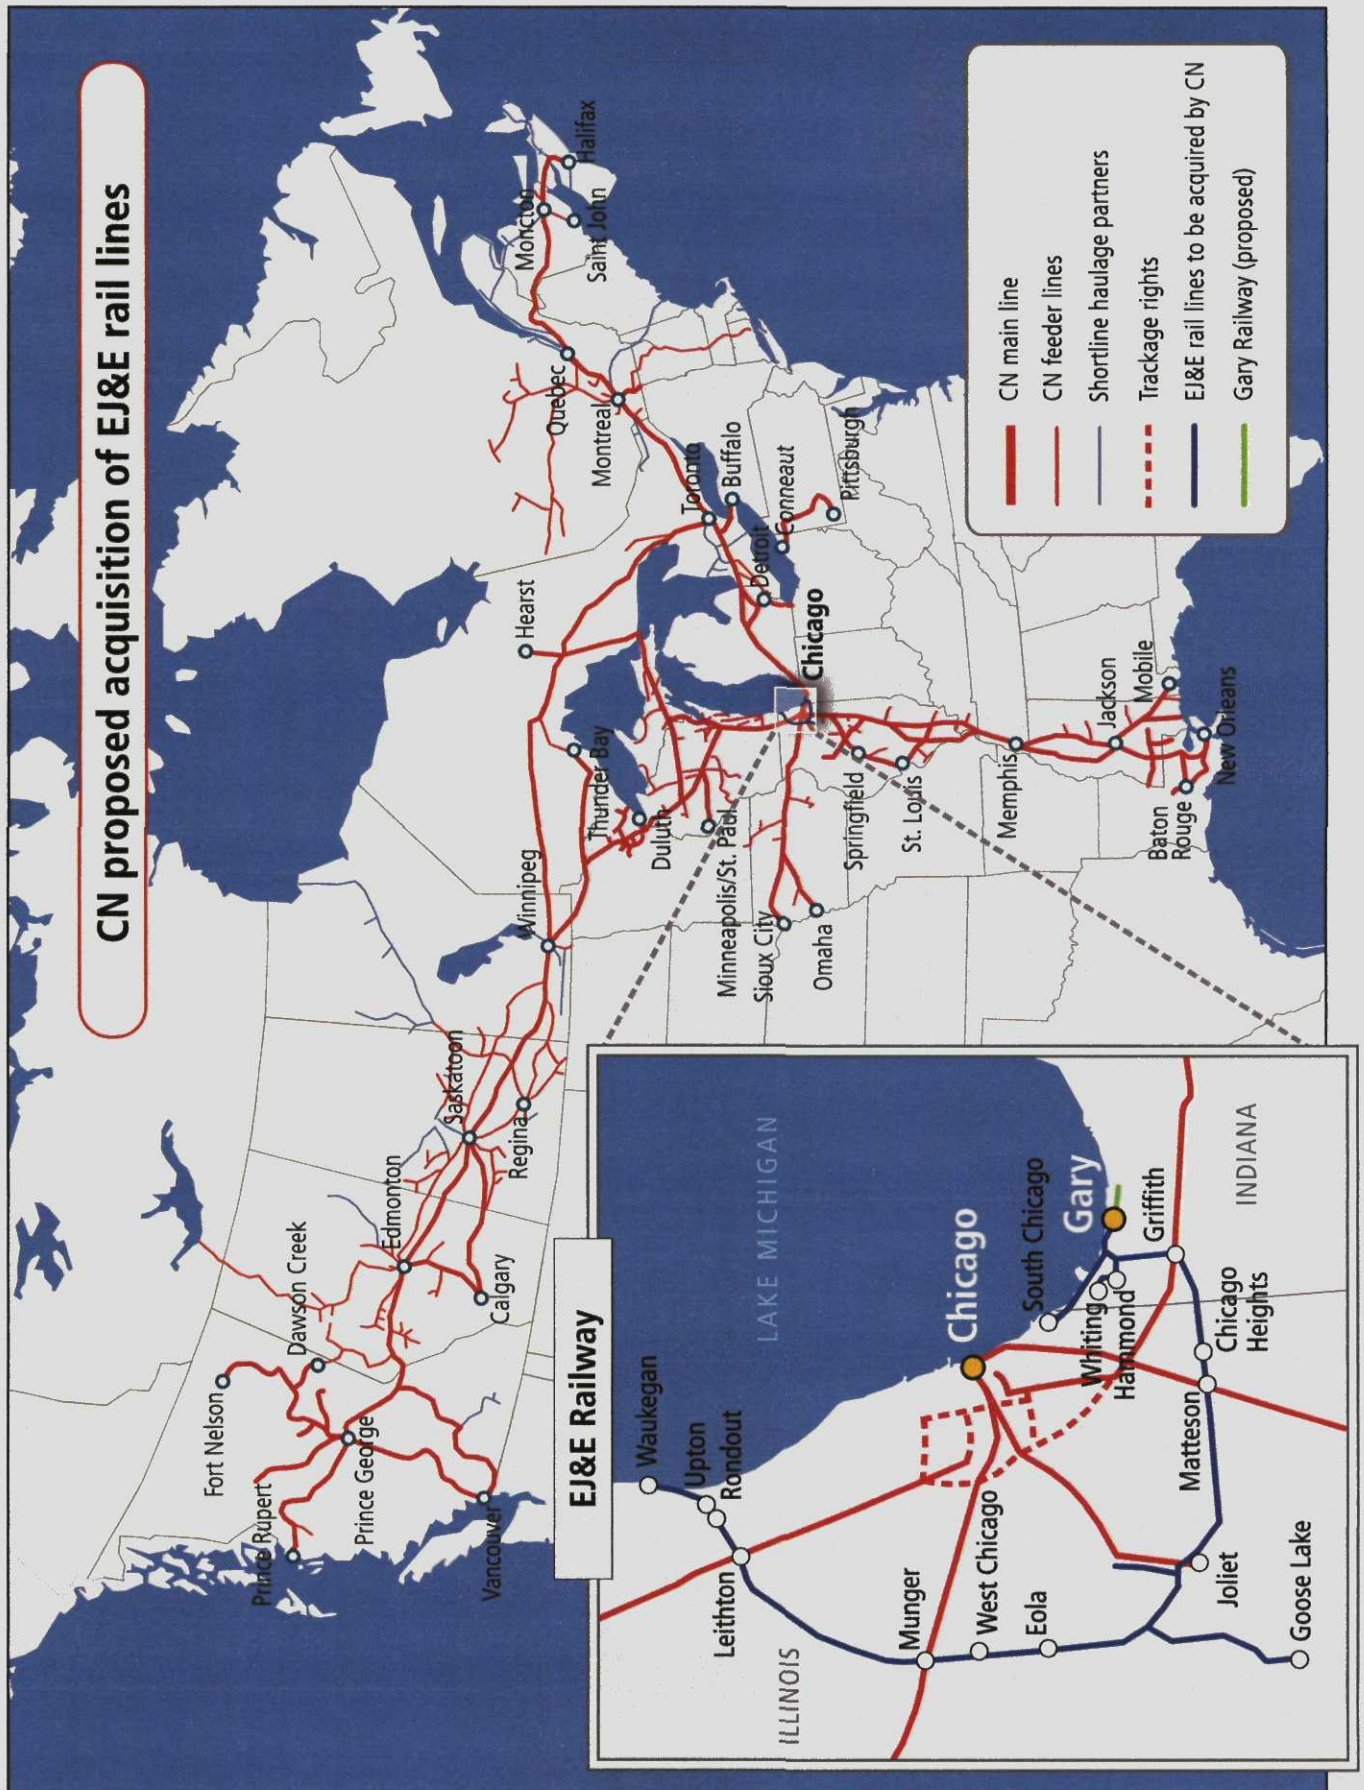 CN proposed acquisition of EJ&E rail lines
Fort Nelson
Dawson Creek
Prince Rupert
Prince George
Vancouver
Edmonton
Calgary
Saskatoon
Regina
Winnipeg
Hearst
Thunder Bay
Duluth
Minneapolis/St. Paul
Sioux City
Omaha
Chicago
Springfield
St. Louis
Memphis
Jackson
Mobile
Baton
Rouge
New Orleans
Detroit
Toronto
Buffalo
Conneaut
Pittsburgh
Montreal
Quebec
Moncton
Saint John
Halifax
CN main line
CN feeder lines
Shortline haulage partners
Trackage rights
EJ&E rail lines to be acquired by CN
Gary Railway (proposed)
EJ&E Railway
Waukegan
Upton
Rondout
Leithton
LAKE MICHIGAN
ILLINOIS
Munger
West Chicago
Eola
Chicago
South Chicago
Gary
Whiting
Hammond
Griffith
INDIANA
Chicago
Heights
Matteson
Joliet
Goose Lake